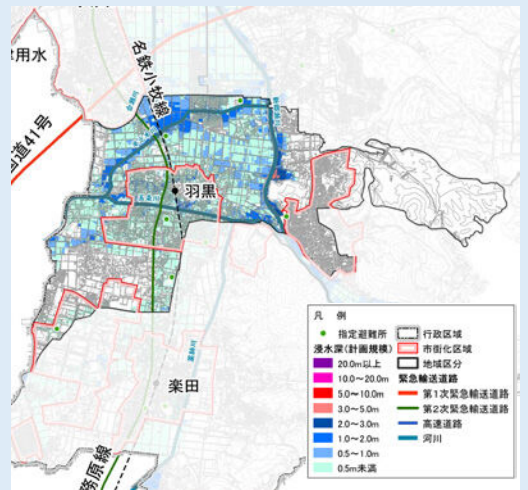 津用水
名鉄小牧線
国道41号
合瀬川
羽黒
楽田
務原線
凡 例
指定避難所
浸水深(計画規模)
20.0m以上
10.0~20.0m
5.0~10.0m
3.0~5.0m
2.0~3.0m
1.0~2.0m
0.5~1.0m
0.5m未満
行政区域
市街化区域
地域区分
緊急輸送道路
第1次緊急輸送道路
第2次緊急輸送道路
高速道路
河川